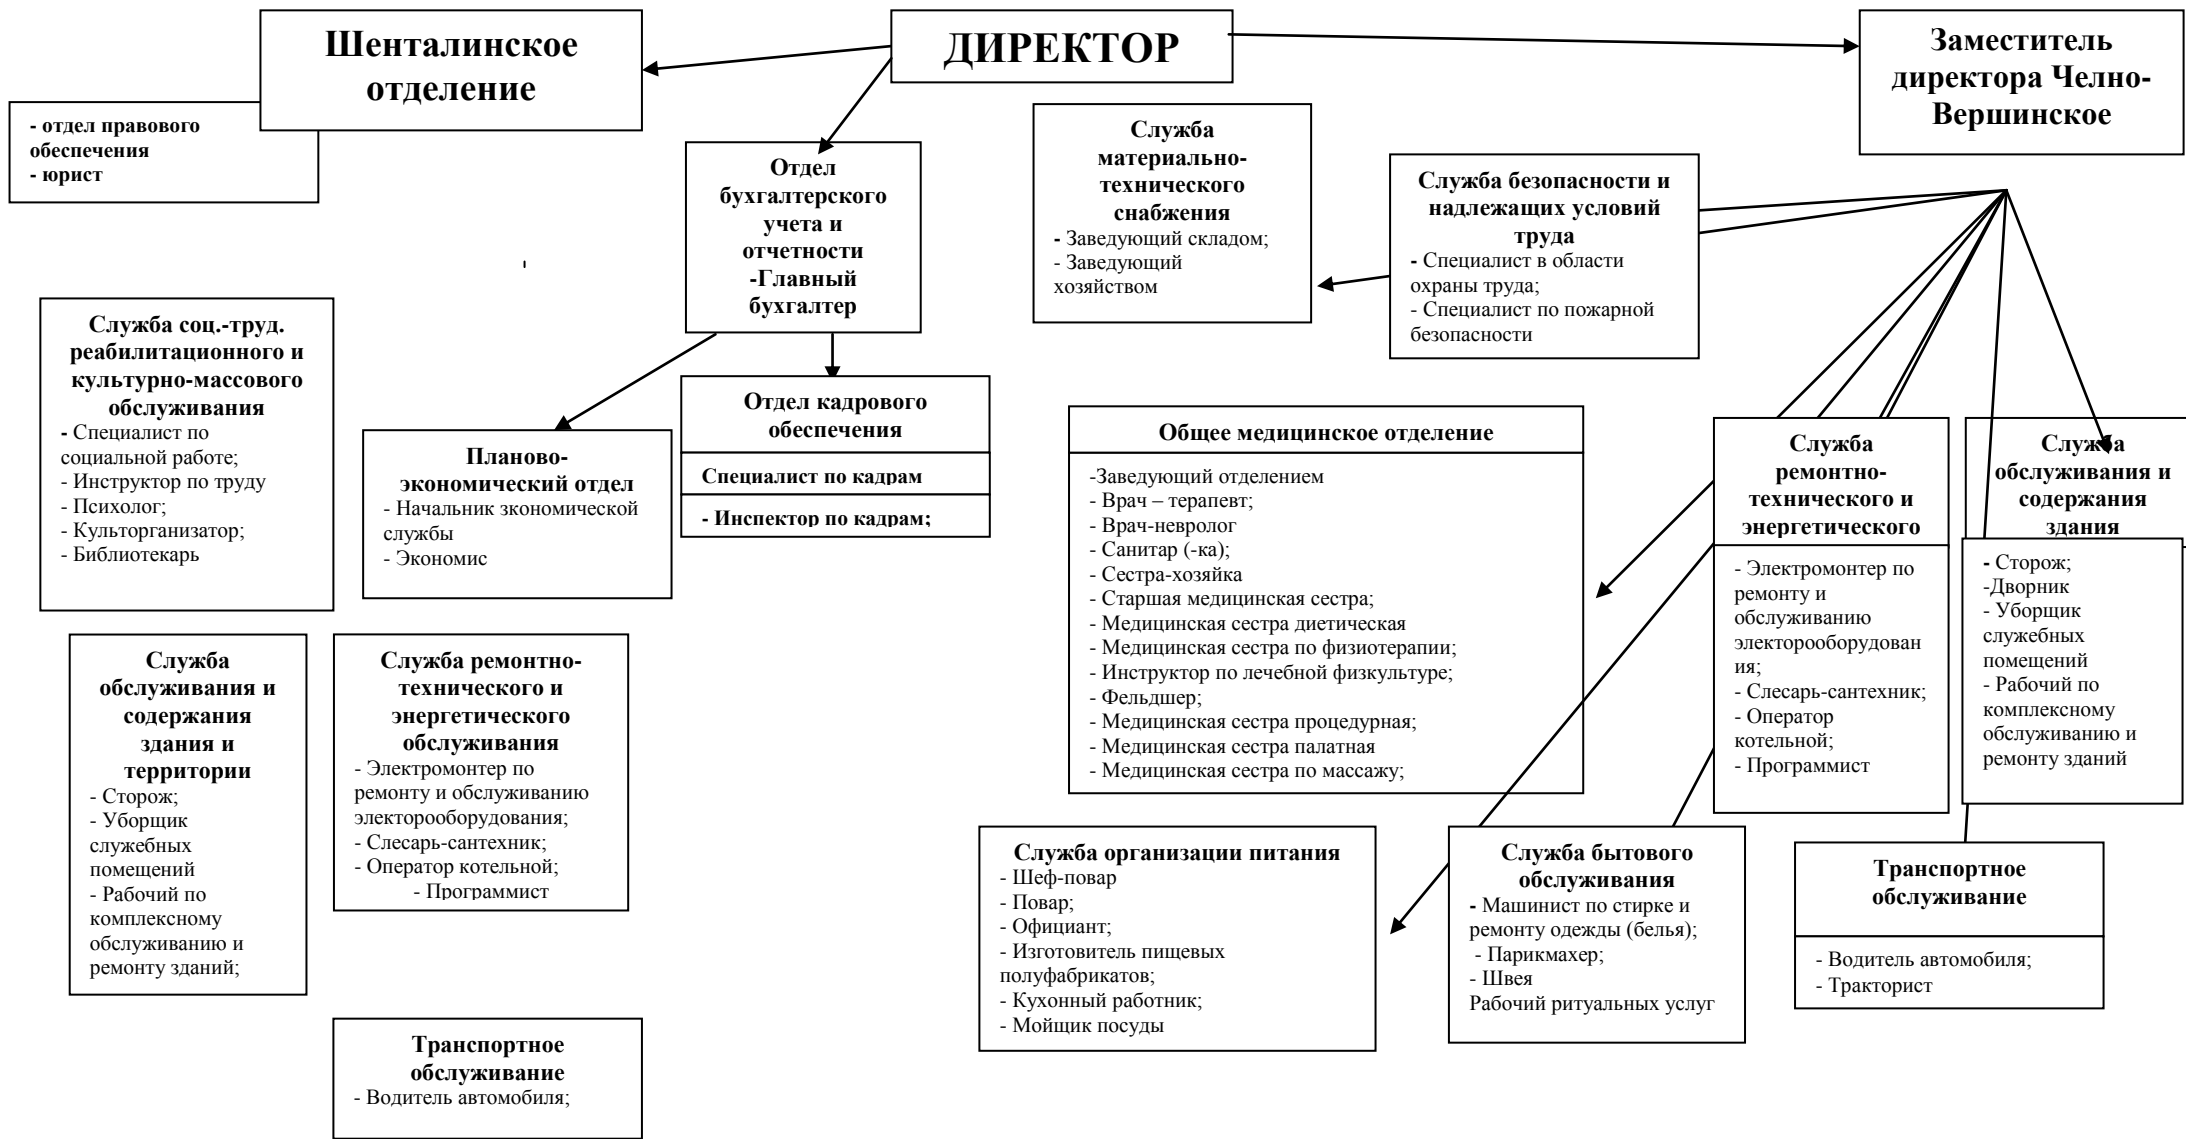 Шенталинское
отделение
ДИРЕКТОР
Заместитель
директора Челно-
Вершинское
- отдел правового
обеспечения
- юрист
Отдел
бухгалтерского
учета и
отчетности
-Главный
бухгалтер
Служба
материально-
технического
снабжения
- Заведующий складом;
- Заведующий
хозяйством
Служба безопасности и
надлежащих условий
труда
- Специалист в области
охраны труда;
- Специалист по пожарной
безопасности
Служба соц.-труд.
реабилитационного и
культурно-массового
обслуживания
- Специалист по
социальной работе;
- Инструктор по труду
- Психолог;
- Культорганизатор;
- Библиотекарь
Планово-
экономический отдел
- Начальник зкономической
службы
- Экономис
Отдел кадрового
обеспечения
Специалист по кадрам
- Инспектор по кадрам;
Общее медицинское отделение
-Заведующий отделением
- Врач – терапевт;
- Врач-невролог
- Санитар (-ка);
- Сестра-хозяйка
- Старшая медицинская сестра;
- Медицинская сестра диетическая
- Медицинская сестра по физиотерапии;
- Инструктор по лечебной физкультуре;
- Фельдшер;
- Медицинская сестра процедурная;
- Медицинская сестра палатная
- Медицинская сестра по массажу;
Служба
ремонтно-
технического и
энергетического
- Электромонтер по
ремонту и
обслуживанию
электорооборудован
ия;
- Слесарь-сантехник;
- Оператор
котельной;
- Программист
Служба
обслуживания и
содержания
здания
- Сторож;
-Дворник
- Уборщик
служебных
помещений
- Рабочий по
комплексному
обслуживанию и
ремонту зданий
Служба
обслуживания и
содержания
здания и
территории
- Сторож;
- Уборщик
служебных
помещений
- Рабочий по
комплексному
обслуживанию и
ремонту зданий;
Служба ремонтно-
технического и
энергетического
обслуживания
- Электромонтер по
ремонту и обслуживанию
электорооборудования;
- Слесарь-сантехник;
- Оператор котельной;
- Программист
Служба организации питания
- Шеф-повар
- Повар;
- Официант;
- Изготовитель пищевых
полуфабрикатов;
- Кухонный работник;
- Мойщик посуды
Служба бытового
обслуживания
- Машинист по стирке и
ремонту одежды (белья);
- Парикмахер;
- Швея
Рабочий ритуальных услуг
Транспортное
обслуживание
- Водитель автомобиля;
- Тракторист
Транспортное
обслуживание
- Водитель автомобиля;